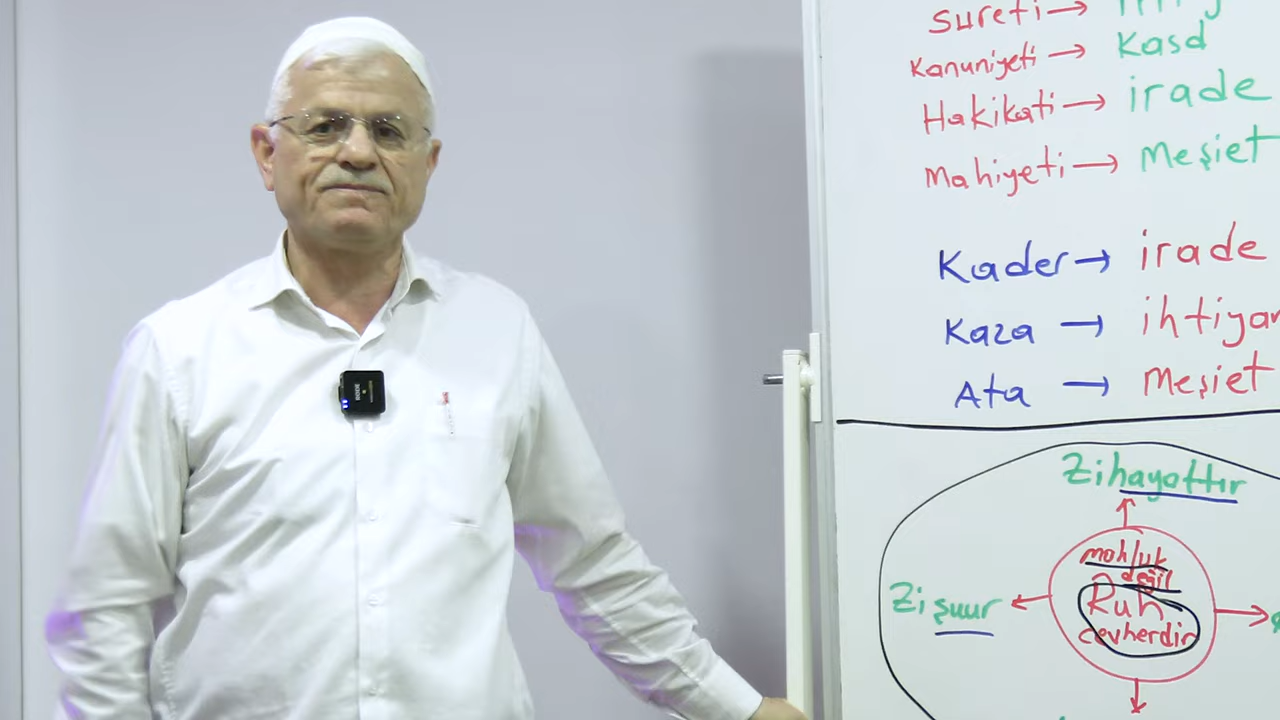 Sureti →
Kanuniyeti → Kasd
Hakikati → irade
Mahiyeti → Meşiet
Kader → irade
Kaza → ihtiyar
Ata → Meşiet
Zihayattır
mahluk
değil
Zişuur
Ruh
cevherdir
RODE